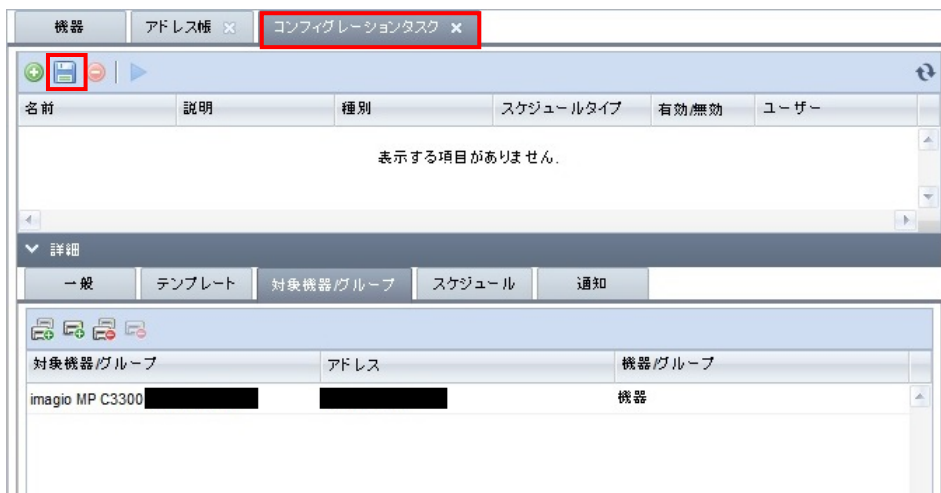 機器 アドレス帳 コンフィグレーションタスク
名前 説明 種別 スケジュールタイプ 有効/無効 ユーザー
表示する項目がありません.
詳細
一般 テンプレート 対象機器/グループ スケジュール 通知
対象機器/グループ アドレス 機器/グループ
imagio MP C3300 機器